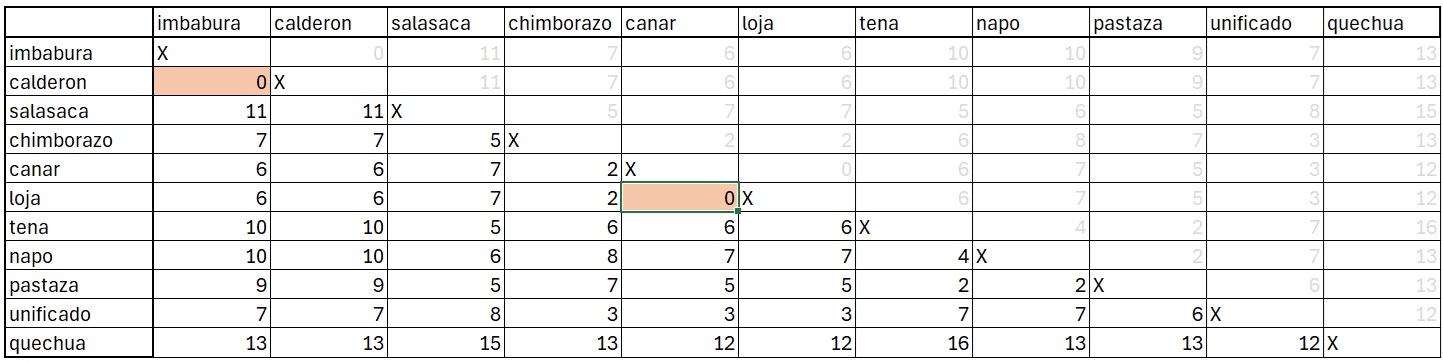 imbabura calderon salasaca chimborazo canar loja tena napo pastaza unificado quechua
imbabura X 0 11 7 6 6 10 10 9 7 13
calderon 0 X 11 7 6 6 10 10 9 7 13
salasaca 11 11 X 5 7 7 5 6 5 8 15
chimborazo 7 7 5 X 2 2 6 8 7 3 13
canar 6 6 7 2 X 0 6 7 5 3 12
loja 6 6 7 2 0 X 6 7 5 3 12
tena 10 10 5 6 6 6 X 4 2 7 16
napo 10 10 6 8 7 7 4 X 2 7 13
pastaza 9 9 5 7 5 5 2 2 X 6 13
unificado 7 7 8 3 3 3 7 7 6 X 12
quechua 13 13 15 13 12 12 16 13 13 12 X